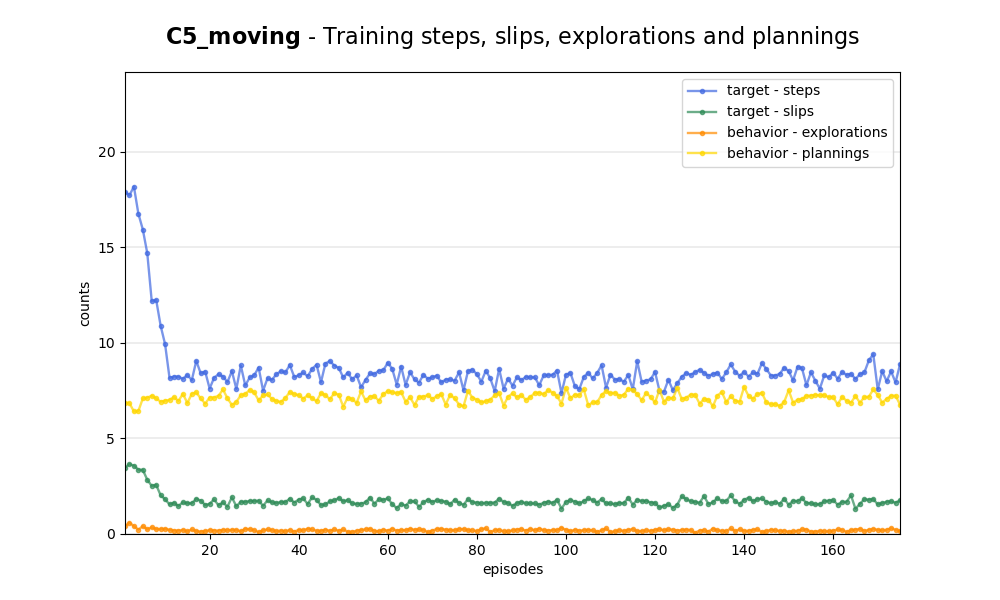 C5_moving - Training steps, slips, explorations and plannings
target - steps
target - slips
behavior - explorations
behavior - plannings
counts
20
15
10
5
0
20 40 60 80 100 120 140 160
episodes